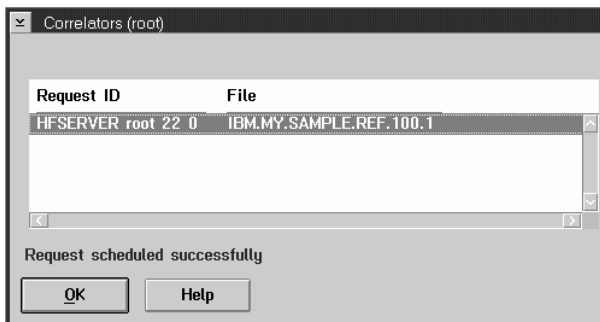 Correlators (root)
Request ID File
HFSERVER root 22 0 IBM.MY.SAMPLE.REF.100.1
Request scheduled successfully
OK Help